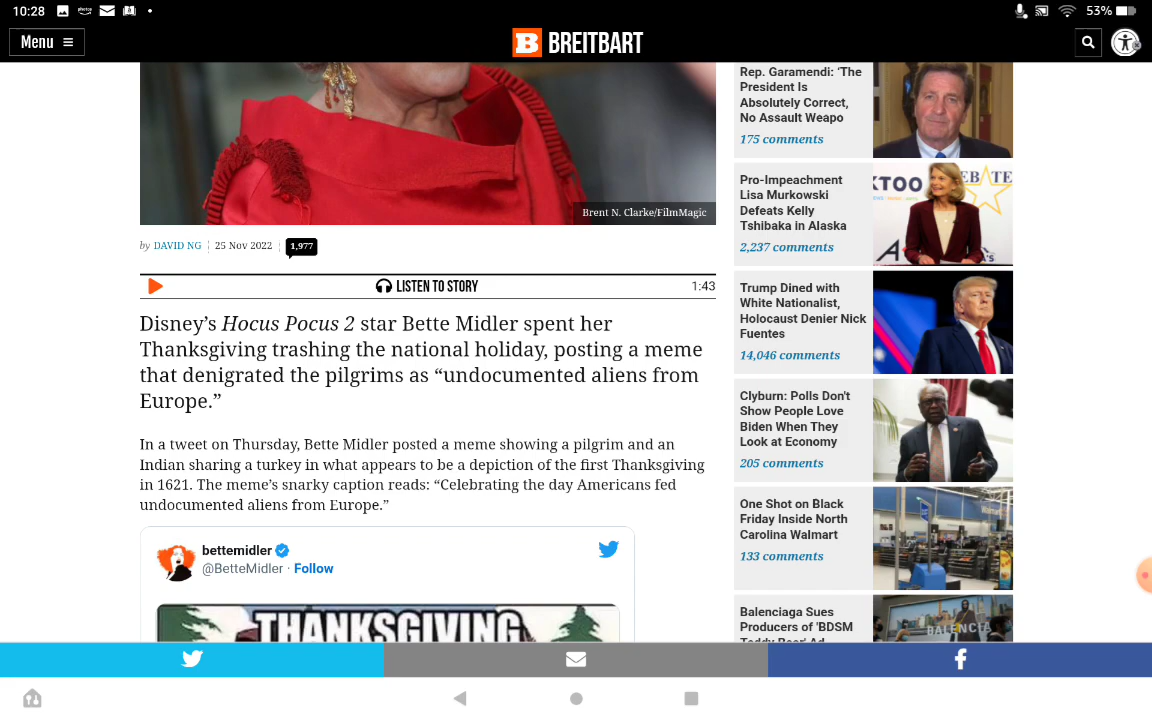 10:28
53%
Menu
B BREITBART
Brent N. Clarke/FilmMagic
by DAVID NG 25 Nov 2022 1,977
LISTEN TO STORY 1:43
Disney’s Hocus Pocus 2 star Bette Midler spent her
Thanksgiving trashing the national holiday, posting a meme
that denigrated the pilgrims as “undocumented aliens from
Europe.”
In a tweet on Thursday, Bette Midler posted a meme showing a pilgrim and an
Indian sharing a turkey in what appears to be a depiction of the first Thanksgiving
in 1621. The meme’s snarky caption reads: “Celebrating the day Americans fed
undocumented aliens from Europe.”
bettemidler
@BetteMidler · Follow
THANKSGIVING
Rep. Garamendi: ‘The
President Is
Absolutely Correct,
No Assault Weapo
175 comments
Pro-Impeachment
Lisa Murkowski
Defeats Kelly
Tshibaka in Alaska
2,237 comments
KTOO
EBATE
Trump Dined with
White Nationalist,
Holocaust Denier Nick
Fuentes
14,046 comments
Clyburn: Polls Don't
Show People Love
Biden When They
Look at Economy
205 comments
One Shot on Black
Friday Inside North
Carolina Walmart
133 comments
Balenciaga Sues
Producers of 'BDSM
Teddy Bear' Ad
BALENCIA